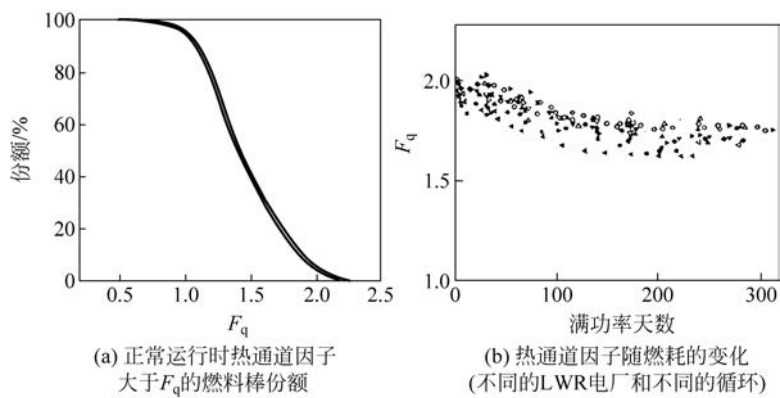 100
80
60
40
20
0
份额/%
0.5
1.0
1.5
2.0
2.5
F_q
(a) 正常运行时热通道因子
大于F_q的燃料棒份额
2.0
1.5
1.0
F_q
0
100
200
300
满功率天数
(b) 热通道因子随燃耗的变化
(不同的LWR电厂和不同的循环)